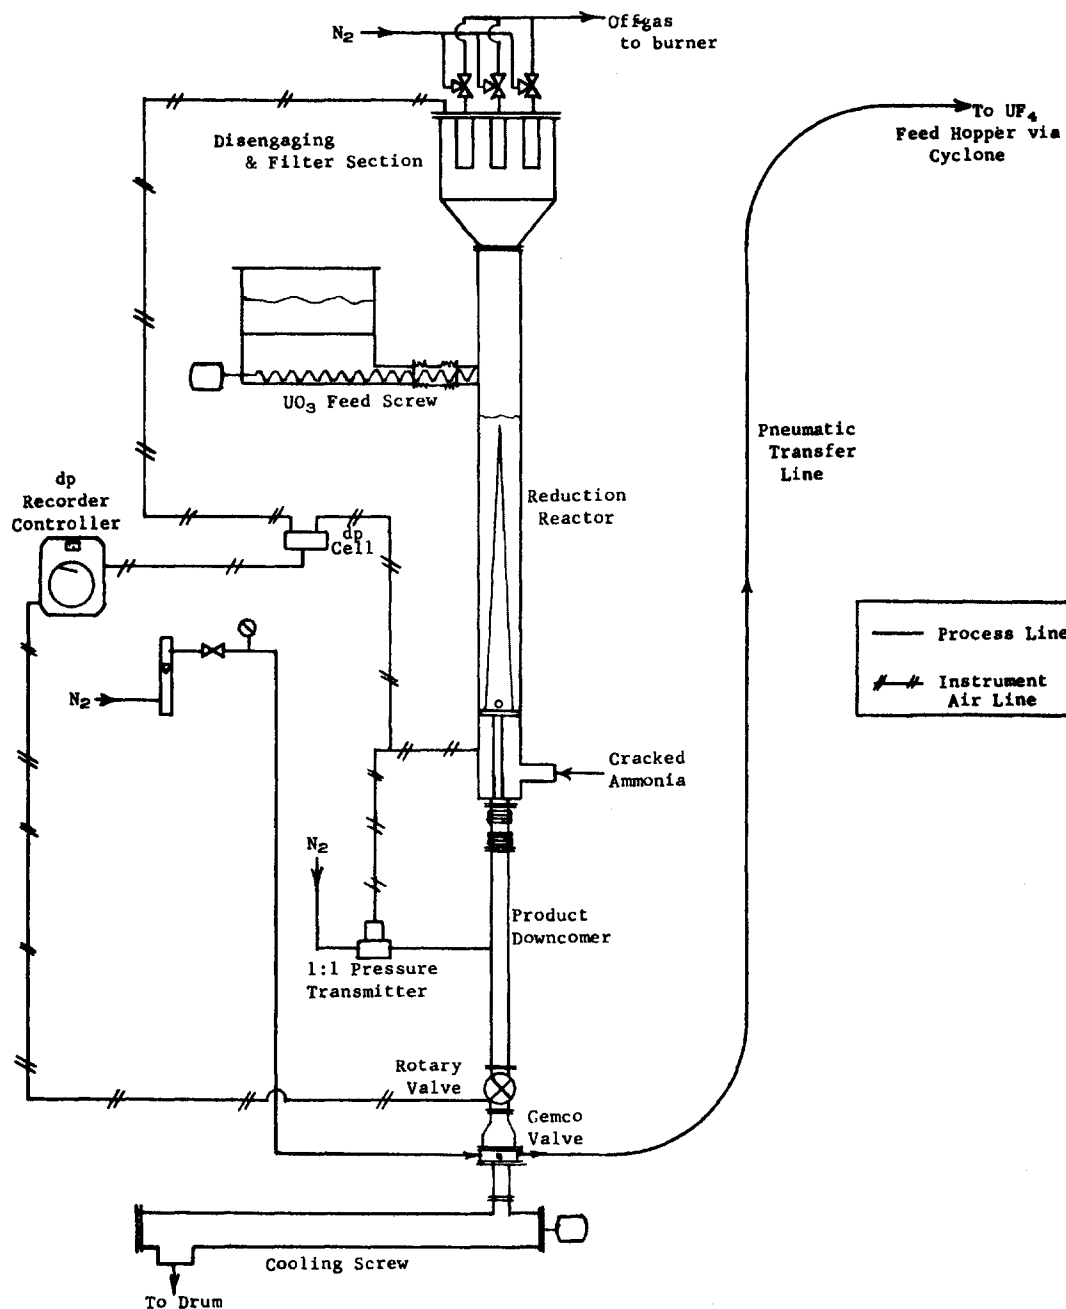 Offgas
to burner
N2
To UF4
Feed Hopper via
Cyclone
Disengaging
& Filter Section
UO3 Feed Screw
Pneumatic
Transfer
Line
dp
Recorder
Controller
dp
Cell
Reduction
Reactor
Process Line
Instrument
Air Line
N2
Cracked
Ammonia
N2
Product
Downcomer
1:1 Pressure
Transmitter
Rotary
Valve
Gemco
Valve
Cooling Screw
To Drum